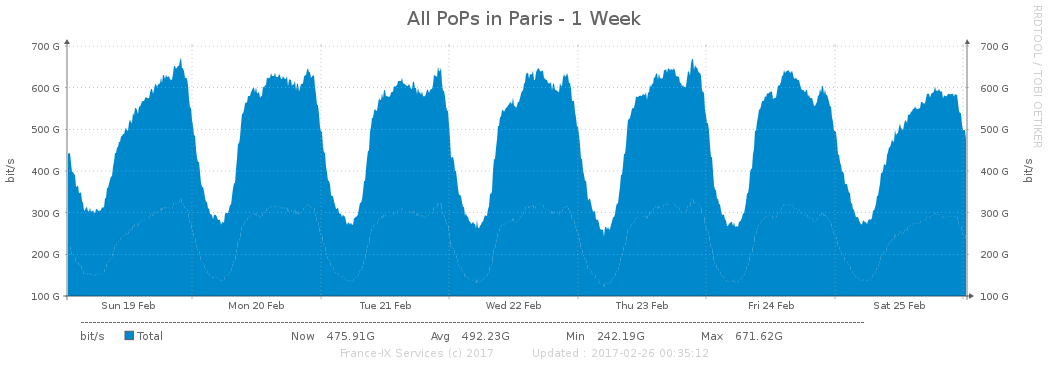 All PoPs in Paris - 1 Week
RRDTOOL / TOBI OETIKER
700 G 700 G
600 G 600 G
500 G 500 G
400 G 400 G
300 G 300 G
200 G 200 G
100 G 100 G
bit/s bit/s
Sun 19 Feb Mon 20 Feb Tue 21 Feb Wed 22 Feb Thu 23 Feb Fri 24 Feb Sat 25 Feb
bit/s Total Now 475.91G Avg 492.23G Min 242.19G Max 671.62G
France-IX Services (c) 2017 Updated : 2017-02-26 00:35:12